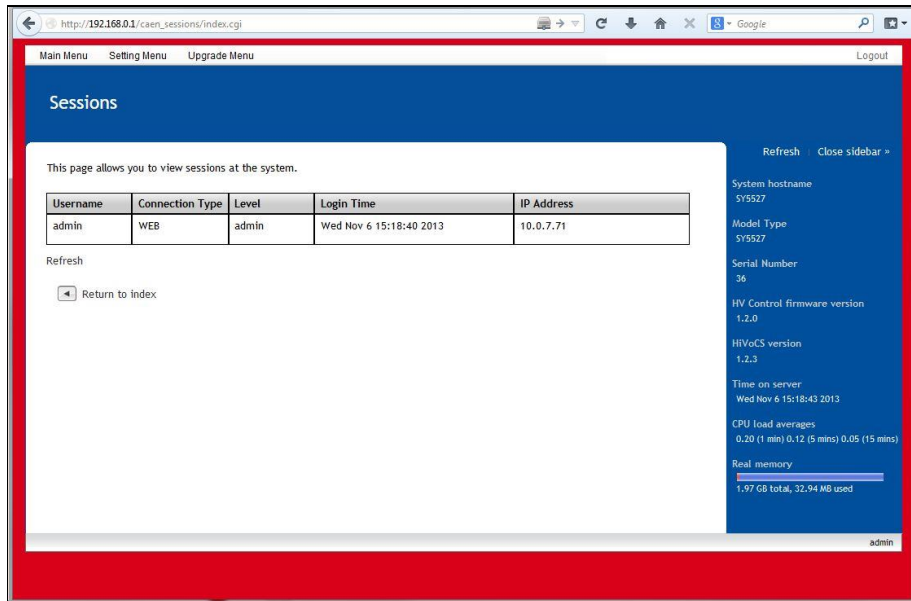 http://192.168.0.1/caen_sessions/index.cgi
Google
Main Menu Setting Menu Upgrade Menu Logout
Sessions
Refresh Close sidebar »
This page allows you to view sessions at the system.
Username Connection Type Level Login Time IP Address
admin WEB admin Wed Nov 6 15:18:40 2013 10.0.7.71
Refresh
Return to index
System hostname
SY5527
Model Type
SY5527
Serial Number
36
HV Control firmware version
1.2.0
HiVoCS version
1.2.3
Time on server
Wed Nov 6 15:18:43 2013
CPU load averages
0.20 (1 min) 0.12 (5 mins) 0.05 (15 mins)
Real memory
1.97 GB total, 32.94 MB used
admin